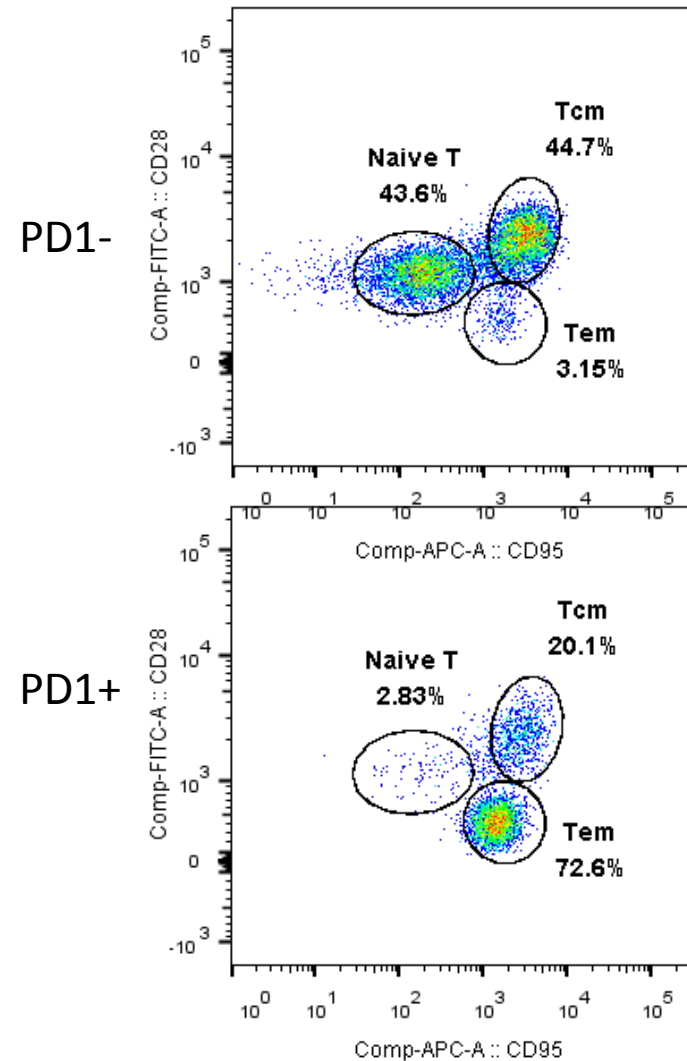 PD1-
Comp-FITC-A :: CD28
10^5
10^4
10^3
0
-10^3
Naive T
43.6%
Tcm
44.7%
Tem
3.15%
10^0 10^1 10^2 10^3 10^4 10^5
Comp-APC-A :: CD95
PD1+
Comp-FITC-A :: CD28
10^5
10^4
10^3
0
-10^3
Naive T
2.83%
Tcm
20.1%
Tem
72.6%
10^0 10^1 10^2 10^3 10^4 10^5
Comp-APC-A :: CD95